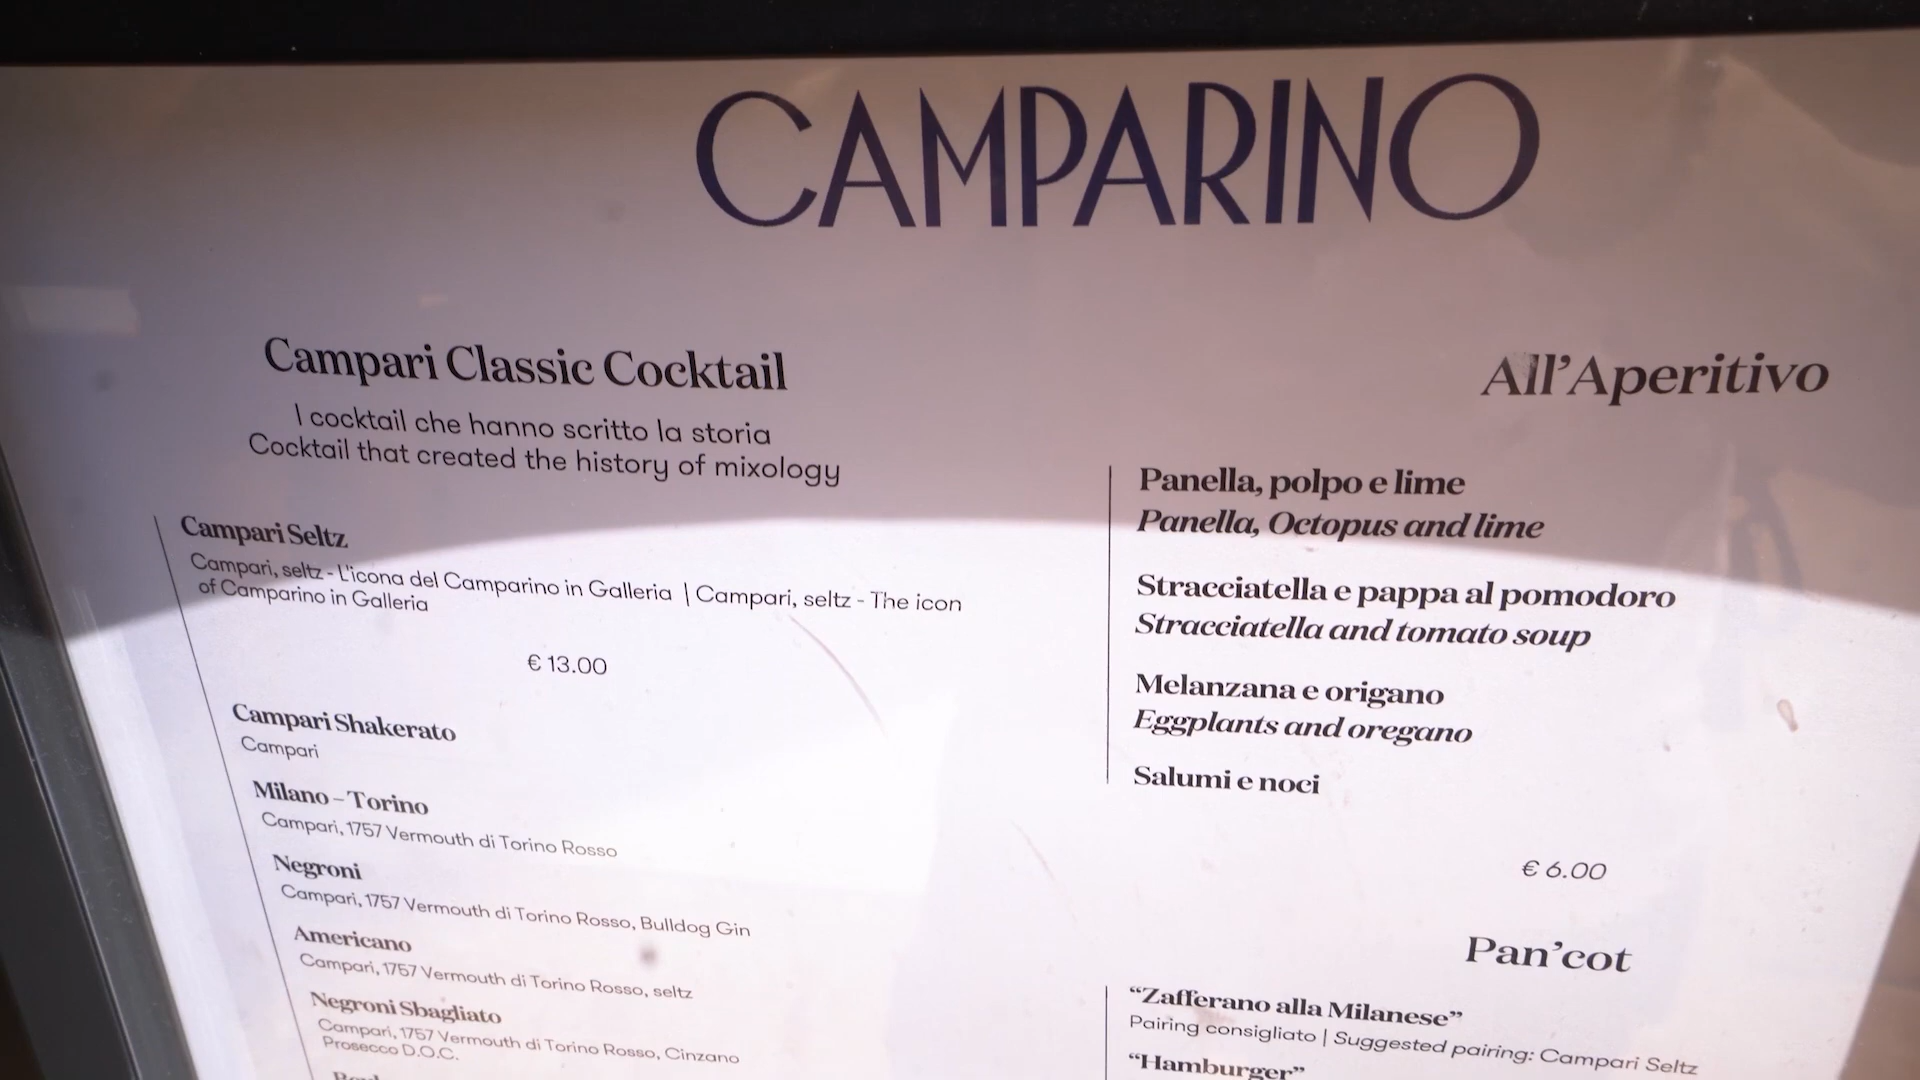 CAMPARINO
Campari Classic Cocktail
I cocktail che hanno scritto la storia
Cocktail that created the history of mixology
Campari Seltz
Campari, seltz - L'icona del Camparino in Galleria | Campari, seltz - The icon
of Camparino in Galleria
€ 13.00
Campari Shakerato
Campari
Milano – Torino
Campari, 1757 Vermouth di Torino Rosso
Negroni
Campari, 1757 Vermouth di Torino Rosso, Bulldog Gin
Americano
Campari, 1757 Vermouth di Torino Rosso, seltz
Negroni Sbagliato
Campari, 1757 Vermouth di Torino Rosso, Cinzano
Prosecco D.O.C.
All'Aperitivo
Panella, polpo e lime
Panella, Octopus and lime
Stracciatella e pappa al pomodoro
Stracciatella and tomato soup
Melanzana e origano
Eggplants and oregano
Salumi e noci
€ 6.00
Pan'cot
“Zafferano alla Milanese”
Pairing consigliato | Suggested pairing: Campari Seltz
“Hamburger”